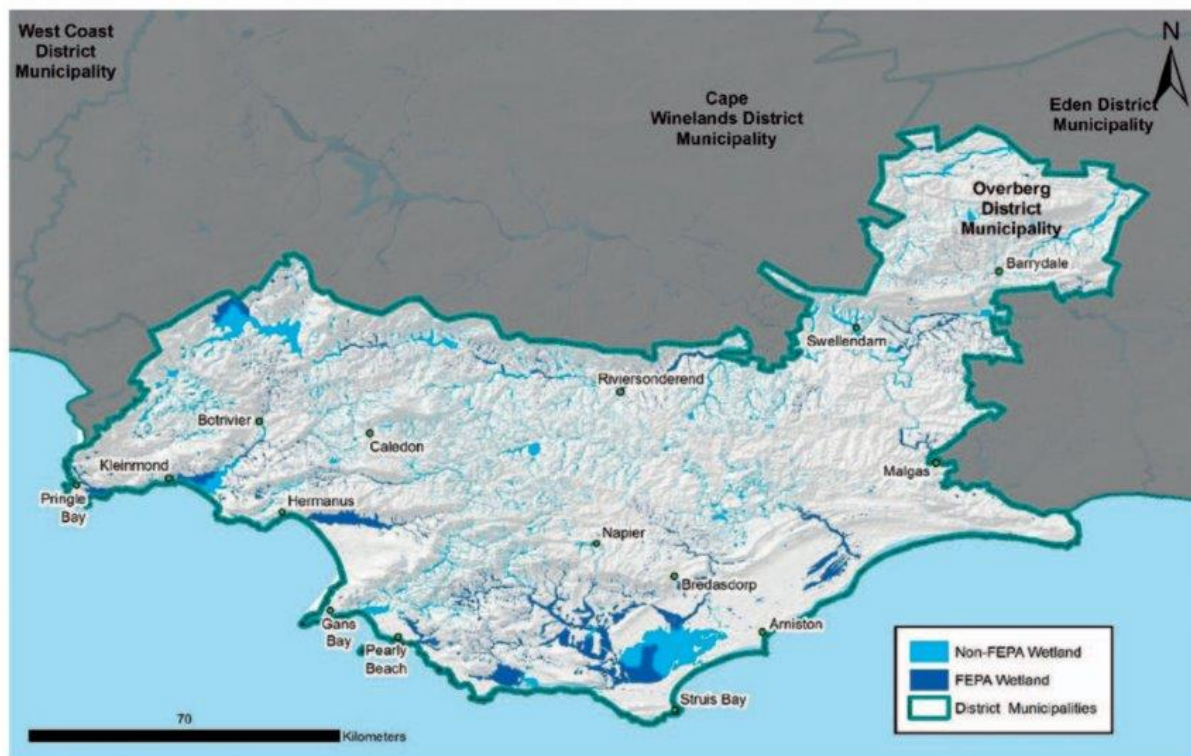 West Coast
District
Municipality
N
Cape
Winelands District
Municipality
Eden District
Municipality
Overberg
District
Municipality
Barrydale
Swellendam
Riviersonderend
Botrivier
Caledon
Malgas
Kleinmond
Pringle
Bay
Hermanus
Napier
Bredasdorp
Gans
Bay
Pearly
Beach
Arniston
Struis Bay
Non-FEPA Wetland
FEPA Wetland
District Municipalities
70
Kilometers